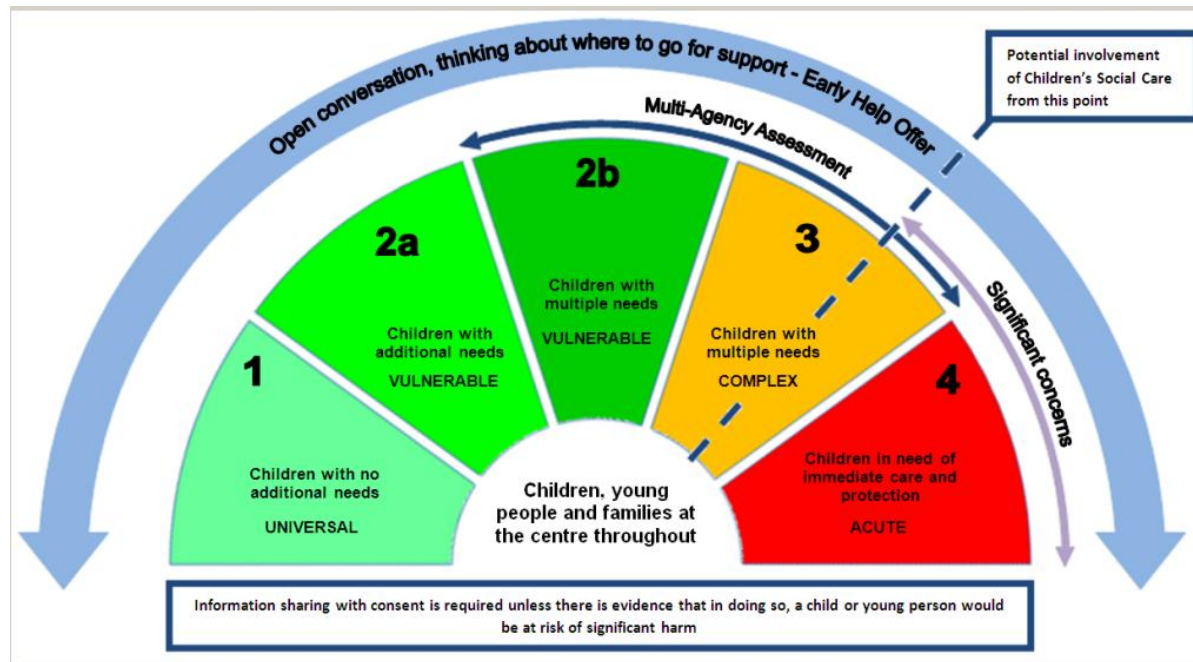 Open conversation, thinking about where to go for support - Early Help Offer
Potential involvement
of Children's Social Care
from this point
Multi-Agency Assessment
Significant concerns
1
Children with no
additional needs
UNIVERSAL
2a
Children with
additional needs
VULNERABLE
2b
Children with
multiple needs
VULNERABLE
3
Children with
multiple needs
COMPLEX
4
Children in need of
immediate care and
protection
ACUTE
Children, young
people and families at
the centre throughout
Information sharing with consent is required unless there is evidence that in doing so, a child or young person would
be at risk of significant harm